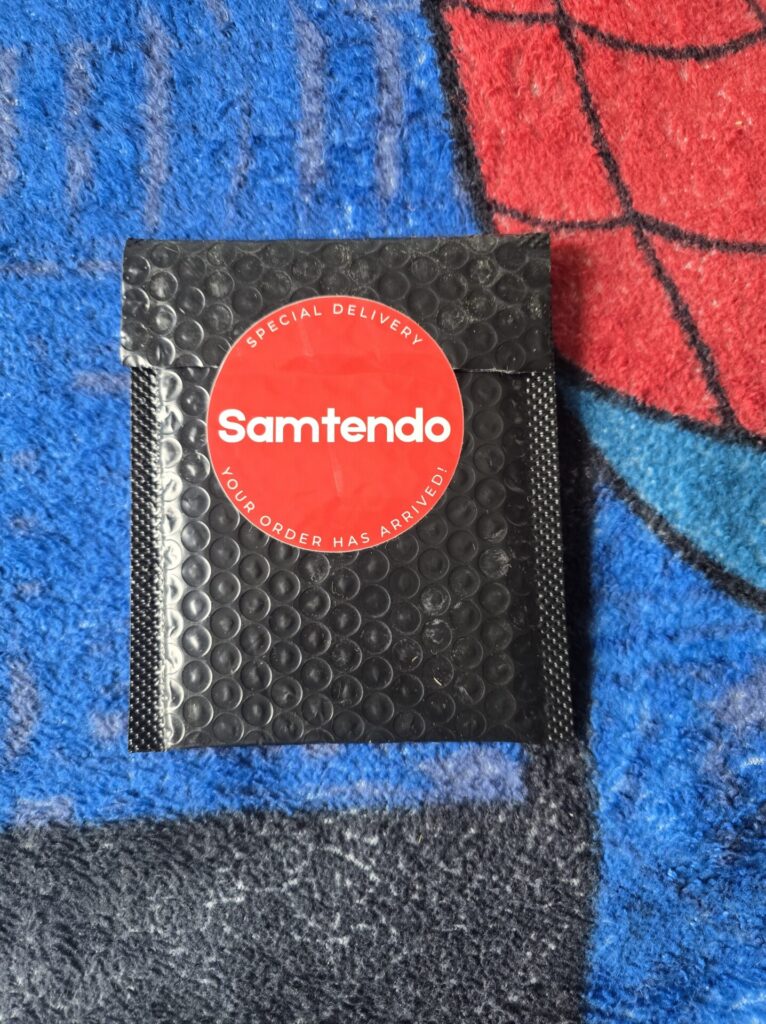 SPECIAL DELIVERY
Samtendo
YOUR ORDER HAS ARRIVED!